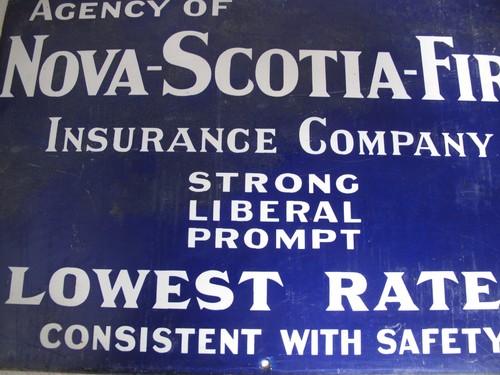 AGENCY OF
NOVA-SCOTIA-FIR
INSURANCE COMPANY
STRONG
LIBERAL
PROMPT
LOWEST RATE
CONSISTENT WITH SAFETY